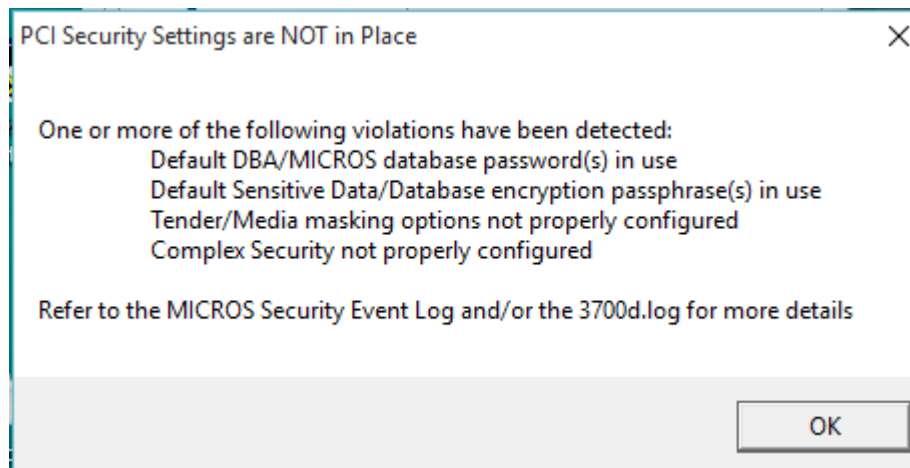 PCI Security Settings are NOT in Place
One or more of the following violations have been detected:
Default DBA/MICROS database password(s) in use
Default Sensitive Data/Database encryption passphrase(s) in use
Tender/Media masking options not properly configured
Complex Security not properly configured
Refer to the MICROS Security Event Log and/or the 3700d.log for more details
OK